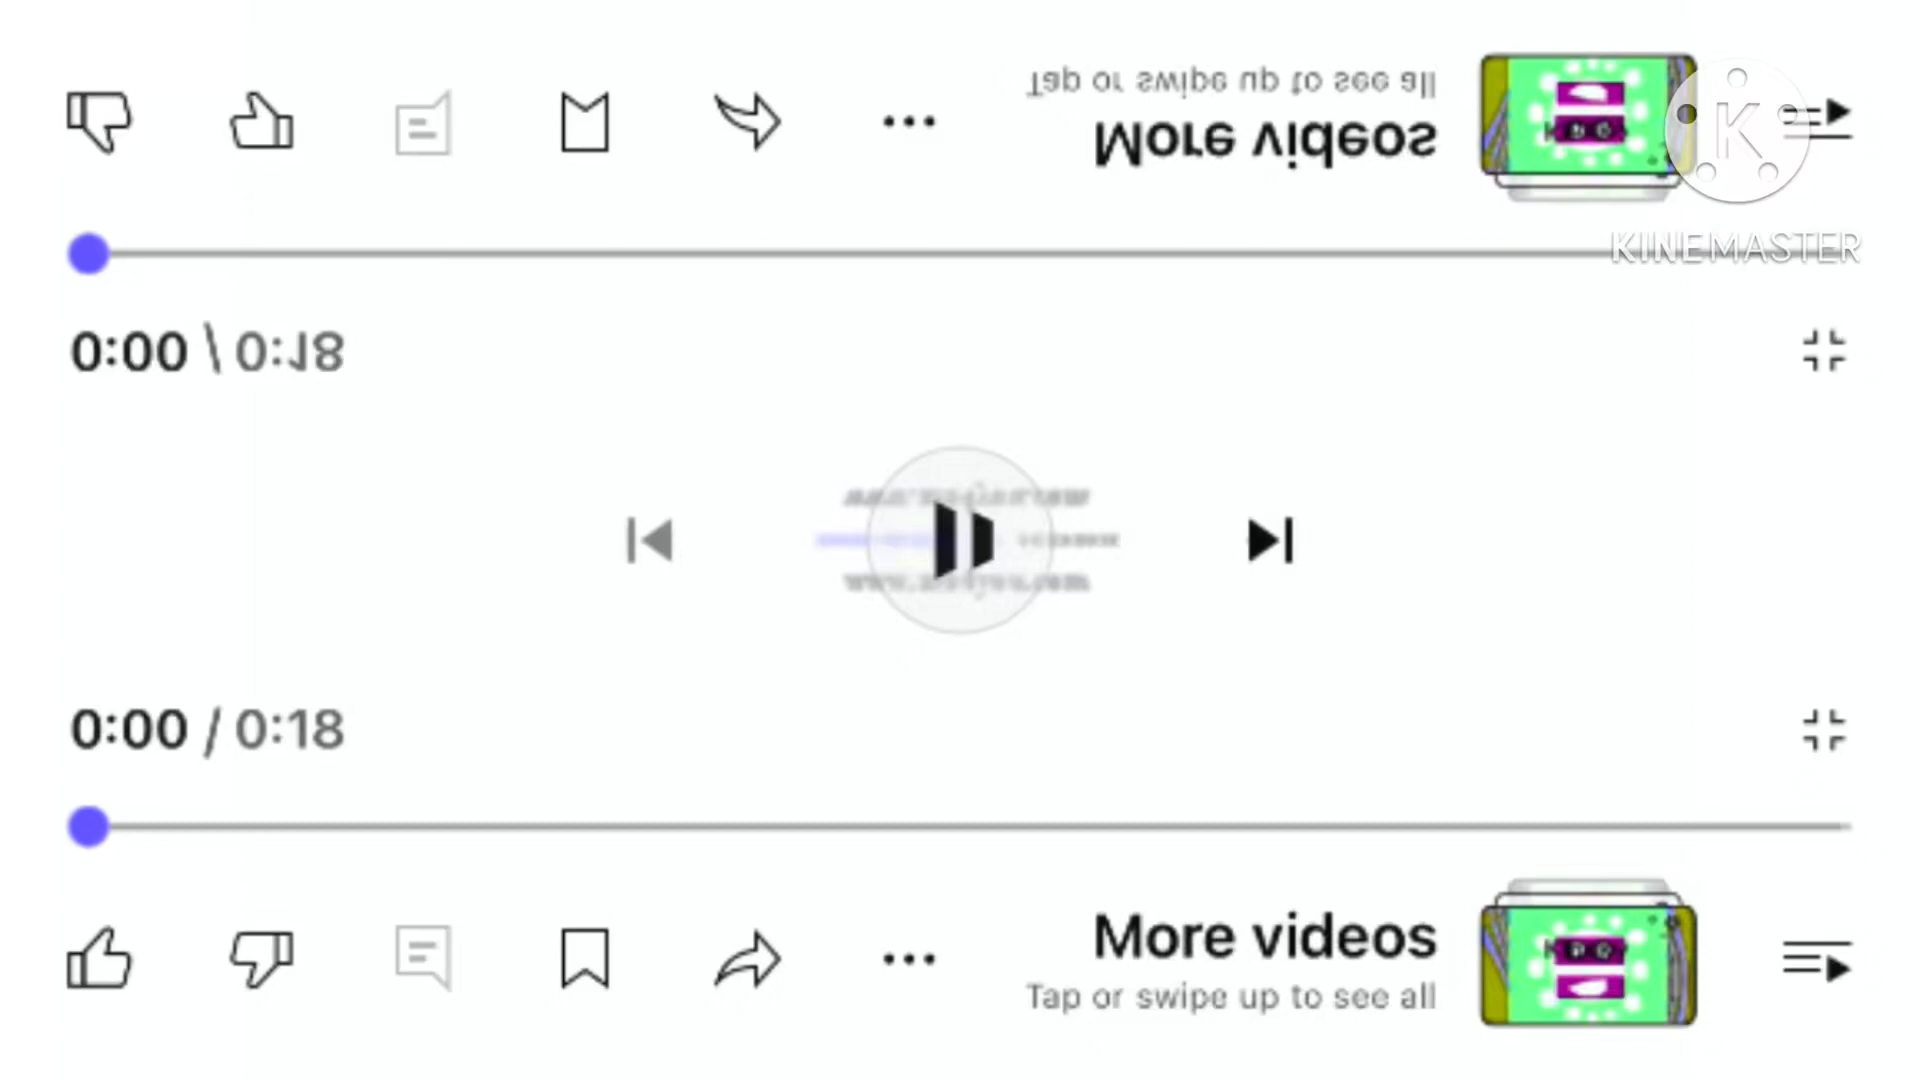 Tap or swipe up to see all
More videos
K
KINEMASTER
0:00 \ 0:18
0:00 / 0:18
More videos
Tap or swipe up to see all